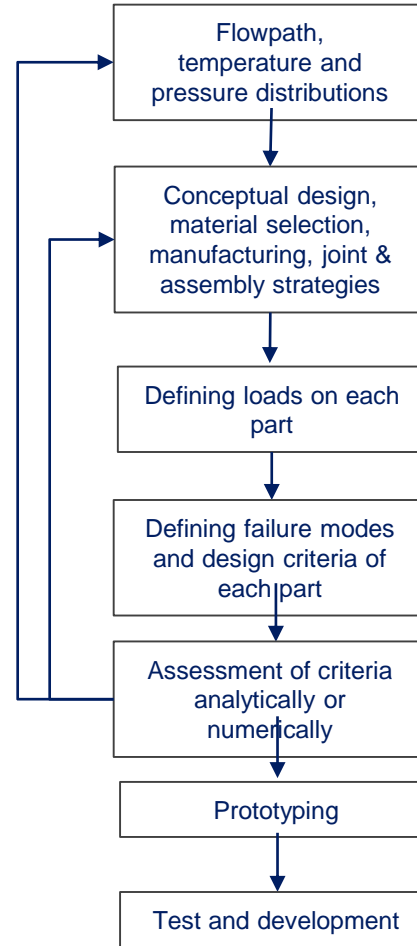 Flowpath,
temperature and
pressure distributions
Conceptual design,
material selection,
manufacturing, joint &
assembly strategies
Defining loads on each
part
Defining failure modes
and design criteria of
each part
Assessment of criteria
analytically or
numerically
Prototyping
Test and development